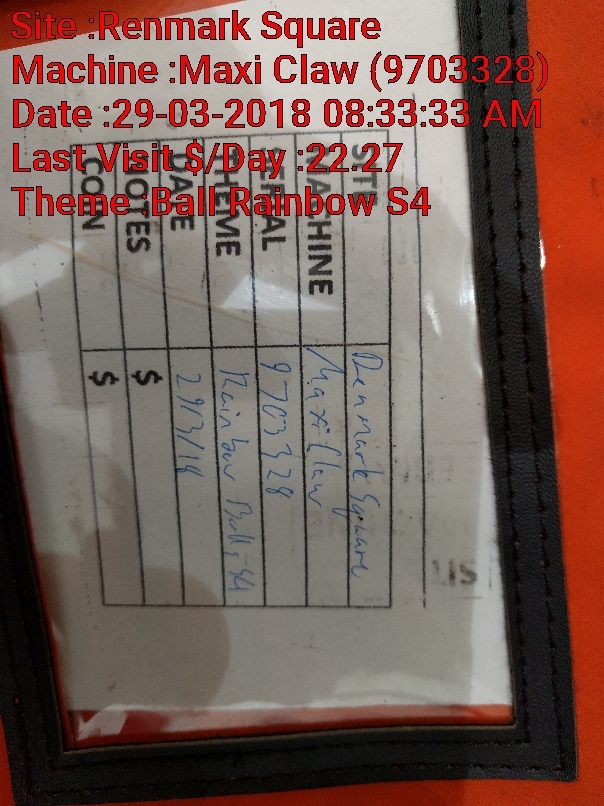 Site :Renmark Square
Machine :Maxi Claw (9703328)
Date :29-03-2018 08:33:33 AM
Last Visit $/Day :22.27
Theme :Ball Rainbow S4
SITE Renmark Square
MACHINE Maxi Claw
SERIAL 9703328
THEME Rainbow Ball, S4
DATE 29/3/18
NOTES $
COIN $